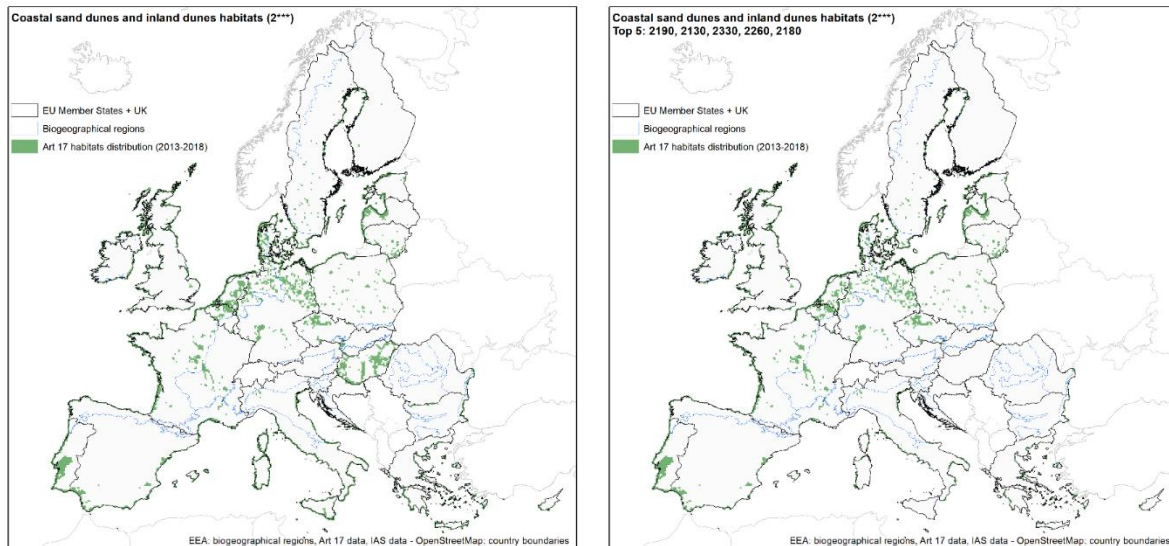 Coastal sand dunes and inland dunes habitats (2***)
EU Member States + UK
Biogeographical regions
Art 17 habitats distribution (2013-2018)
EEA: biogeographical regions, Art 17 data, IAS data - OpenStreetMap: country boundaries
Coastal sand dunes and inland dunes habitats (2***)
Top 5: 2190, 2130, 2330, 2260, 2180
EU Member States + UK
Biogeographical regions
Art 17 habitats distribution (2013-2018)
EEA: biogeographical regions, Art 17 data, IAS data - OpenStreetMap: country boundaries